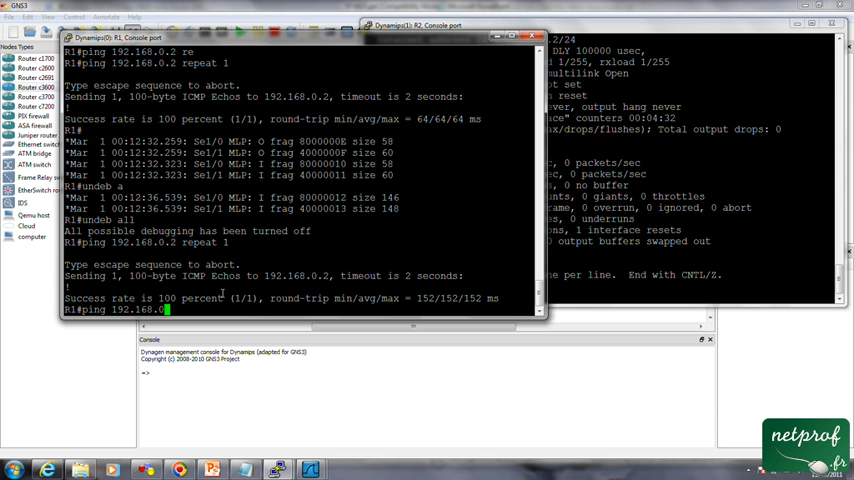 GNS3
File Edit View Control Device Annotate Help
Nodes Types
Router c1700
Router c2600
Router c2691
Router c3600
Router c3700
Router c7200
PIX firewall
ASA firewall
Juniper router
Ethernet switch
ATM bridge
ATM switch
Frame Relay
EtherSwitch
IDS
Qemu host
Cloud
computer
Dynamips(0): R1, Console port
R1#ping 192.168.0.2 re
R1#ping 192.168.0.2 repeat 1
Type escape sequence to abort.
Sending 1, 100-byte ICMP Echos to 192.168.0.2, timeout is 2 seconds:
!
Success rate is 100 percent (1/1), round-trip min/avg/max = 64/64/64 ms
R1#
*Mar  1 00:12:32.259: Se1/0 MLP: O frag 8000000E size 58
*Mar  1 00:12:32.259: Se1/1 MLP: O frag 4000000F size 60
*Mar  1 00:12:32.323: Se1/0 MLP: I frag 80000010 size 58
*Mar  1 00:12:32.323: Se1/1 MLP: I frag 40000011 size 60
R1#undeb a
*Mar  1 00:12:36.539: Se1/0 MLP: I frag 80000012 size 146
*Mar  1 00:12:36.539: Se1/1 MLP: I frag 40000013 size 148
R1#undeb all
All possible debugging has been turned off
R1#ping 192.168.0.2 repeat 1
Type escape sequence to abort.
Sending 1, 100-byte ICMP Echos to 192.168.0.2, timeout is 2 seconds:
!
Success rate is 100 percent (1/1), round-trip min/avg/max = 152/152/152 ms
R1#ping 192.168.0
Dynamips(1): R2, Console port
.2/24
DLY 100000 usec,
d 1/255, rxload 1/255
multilink Open
ot set
n reset
ever, output hang never
ace" counters 00:04:32
ax/drops/flushes); Total output drops: 0
s, 0 packets/sec
s, 0 packets/sec
s, 0 no buffer
unts, 0 giants, 0 throttles
rame, 0 overrun, 0 ignored, 0 abort
s, 0 underruns
ons, 1 interface resets
0 output buffers swapped out
ne per line.  End with CNTL/Z.
Console
Dynagen management console for Dynamips (adapted for GNS3)
Copyright (c) 2008-2010 GNS3 Project
=>
netprof
.fr